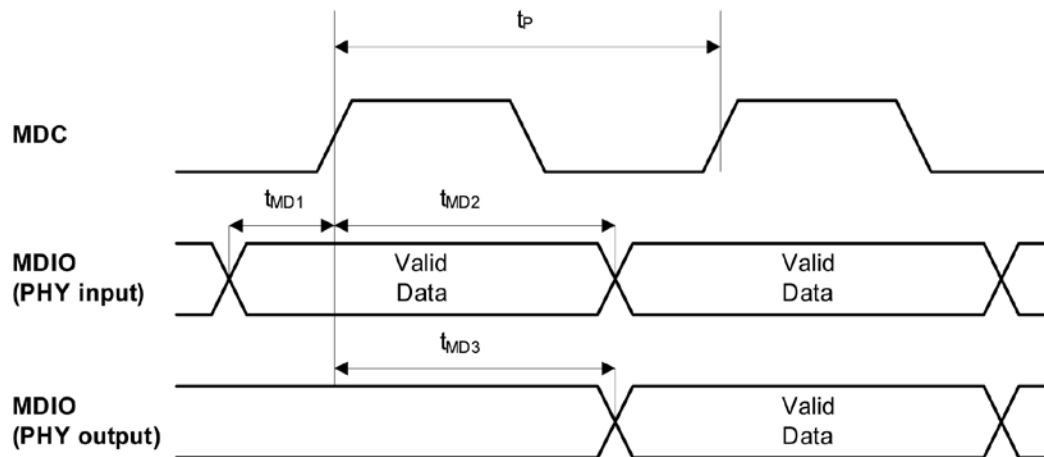 tP
MDC
tMD1
tMD2
MDIO
(PHY input)
Valid
Data
Valid
Data
tMD3
MDIO
(PHY output)
Valid
Data